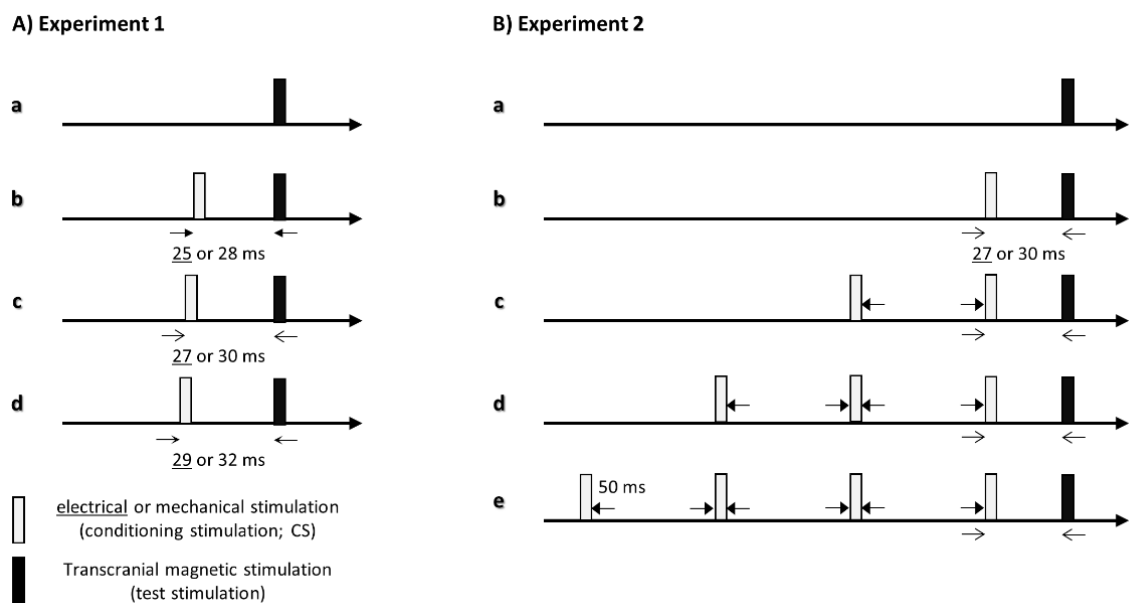 A) Experiment 1
a
b
25 or 28 ms
c
27 or 30 ms
d
29 or 32 ms
electrical or mechanical stimulation
(conditioning stimulation; CS)
Transcranial magnetic stimulation
(test stimulation)
B) Experiment 2
a
b
27 or 30 ms
c
d
e
50 ms